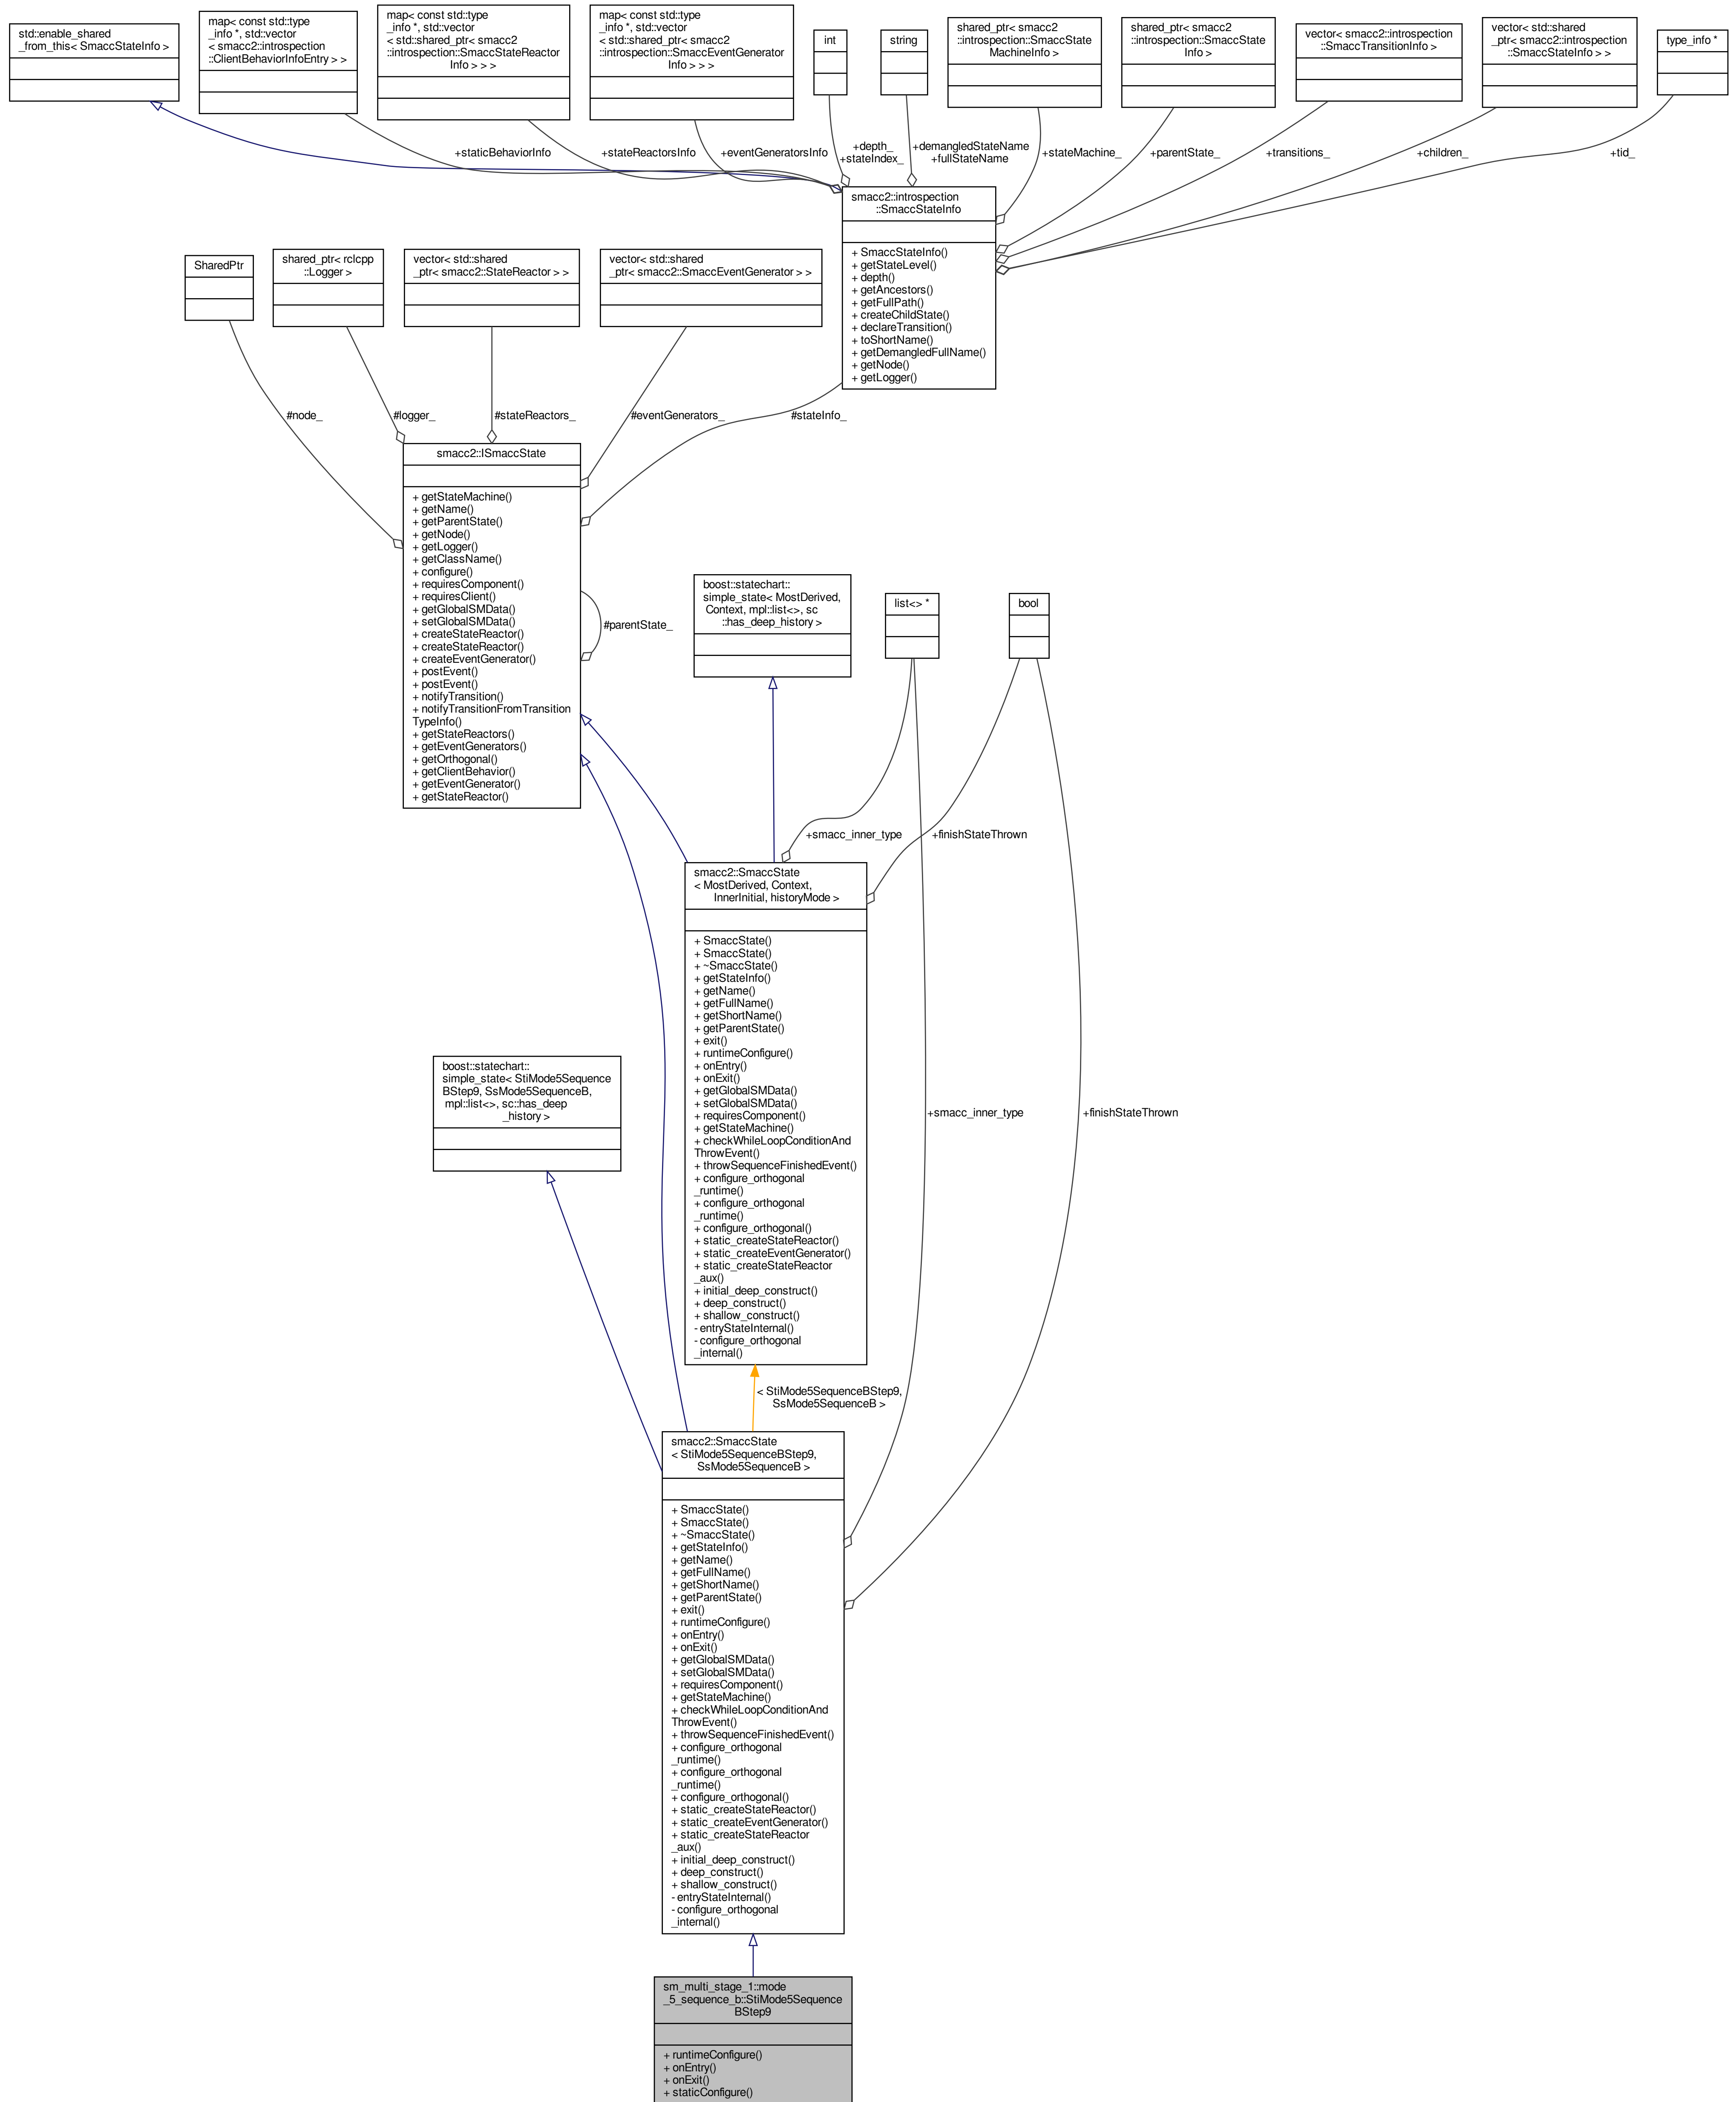 std::enable_shared
_from_this< SmaccStateInfo >
map< const std::type
_info *, std::vector
< smacc2::introspection
::ClientBehaviorInfoEntry > >
map< const std::type
_info *, std::vector
< std::shared_ptr< smacc2
::introspection::SmaccStateReactor
Info > > >
map< const std::type
_info *, std::vector
< std::shared_ptr< smacc2
::introspection::SmaccEventGenerator
Info > > >
int
string
shared_ptr< smacc2
::introspection::SmaccState
MachineInfo >
shared_ptr< smacc2
::introspection::SmaccState
Info >
vector< smacc2::introspection
::SmaccTransitionInfo >
vector< std::shared
_ptr< smacc2::introspection
::SmaccStateInfo > >
type_info *
+staticBehaviorInfo
+stateReactorsInfo
+eventGeneratorsInfo
+depth_
+stateIndex_
+demangledStateName
+fullStateName
+stateMachine_
+parentState_
+transitions_
+children_
+tid_
smacc2::introspection
::SmaccStateInfo
+ SmaccStateInfo()
+ getStateLevel()
+ depth()
+ getAncestors()
+ getFullPath()
+ createChildState()
+ declareTransition()
+ toShortName()
+ getDemangledFullName()
+ getNode()
+ getLogger()
SharedPtr
shared_ptr< rclcpp
::Logger >
vector< std::shared
_ptr< smacc2::StateReactor > >
vector< std::shared
_ptr< smacc2::SmaccEventGenerator > >
#node_
#logger_
#stateReactors_
#eventGenerators_
#stateInfo_
smacc2::ISmaccState
+ getStateMachine()
+ getName()
+ getParentState()
+ getNode()
+ getLogger()
+ getClassName()
+ configure()
+ requiresComponent()
+ requiresClient()
+ getGlobalSMData()
+ setGlobalSMData()
+ createStateReactor()
+ createStateReactor()
+ createEventGenerator()
+ postEvent()
+ postEvent()
+ notifyTransition()
+ notifyTransitionFromTransition
TypeInfo()
+ getStateReactors()
+ getEventGenerators()
+ getOrthogonal()
+ getClientBehavior()
+ getEventGenerator()
+ getStateReactor()
#parentState_
boost::statechart::
simple_state< MostDerived,
Context, mpl::list<>, sc
::has_deep_history >
list<> *
bool
+smacc_inner_type
+finishStateThrown
smacc2::SmaccState
< MostDerived, Context,
InnerInitial, historyMode >
+ SmaccState()
+ SmaccState()
+ ~SmaccState()
+ getStateInfo()
+ getName()
+ getFullName()
+ getShortName()
+ getParentState()
+ exit()
+ runtimeConfigure()
+ onEntry()
+ onExit()
+ getGlobalSMData()
+ setGlobalSMData()
+ requiresComponent()
+ getStateMachine()
+ checkWhileLoopConditionAnd
ThrowEvent()
+ throwSequenceFinishedEvent()
+ configure_orthogonal
_runtime()
+ configure_orthogonal
_runtime()
+ configure_orthogonal()
+ static_createStateReactor()
+ static_createEventGenerator()
+ static_createStateReactor
_aux()
+ initial_deep_construct()
+ deep_construct()
+ shallow_construct()
- entryStateInternal()
- configure_orthogonal
_internal()
boost::statechart::
simple_state< StiMode5Sequence
BStep9, SsMode5SequenceB,
mpl::list<>, sc::has_deep
_history >
+smacc_inner_type
+finishStateThrown
< StiMode5SequenceBStep9,
SsMode5SequenceB >
smacc2::SmaccState
< StiMode5SequenceBStep9,
SsMode5SequenceB >
+ SmaccState()
+ SmaccState()
+ ~SmaccState()
+ getStateInfo()
+ getName()
+ getFullName()
+ getShortName()
+ getParentState()
+ exit()
+ runtimeConfigure()
+ onEntry()
+ onExit()
+ getGlobalSMData()
+ setGlobalSMData()
+ requiresComponent()
+ getStateMachine()
+ checkWhileLoopConditionAnd
ThrowEvent()
+ throwSequenceFinishedEvent()
+ configure_orthogonal
_runtime()
+ configure_orthogonal
_runtime()
+ configure_orthogonal()
+ static_createStateReactor()
+ static_createEventGenerator()
+ static_createStateReactor
_aux()
+ initial_deep_construct()
+ deep_construct()
+ shallow_construct()
- entryStateInternal()
- configure_orthogonal
_internal()
sm_multi_stage_1::mode
_5_sequence_b::StiMode5Sequence
BStep9
+ runtimeConfigure()
+ onEntry()
+ onExit()
+ staticConfigure()